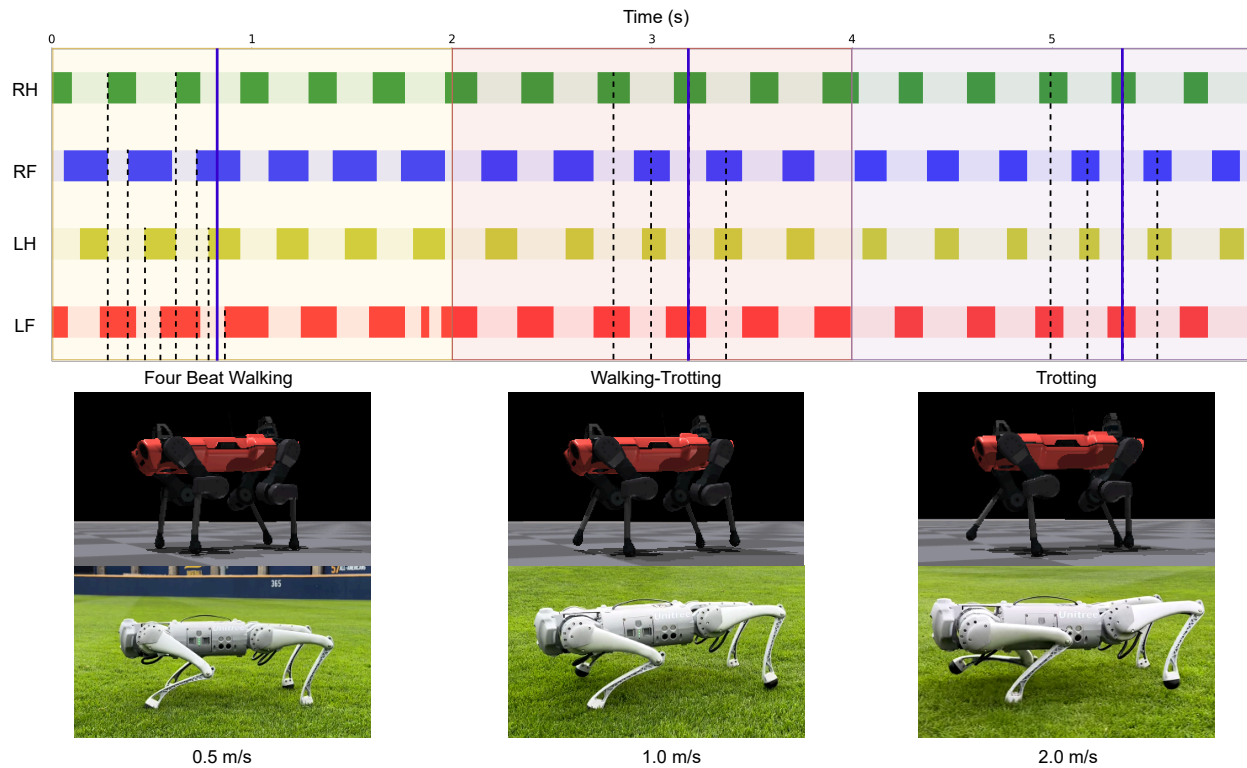 Time (s)
0 1 2 3 4 5
RH
RF
LH
LF
Four Beat Walking Walking-Trotting Trotting
365
0.5 m/s 1.0 m/s 2.0 m/s